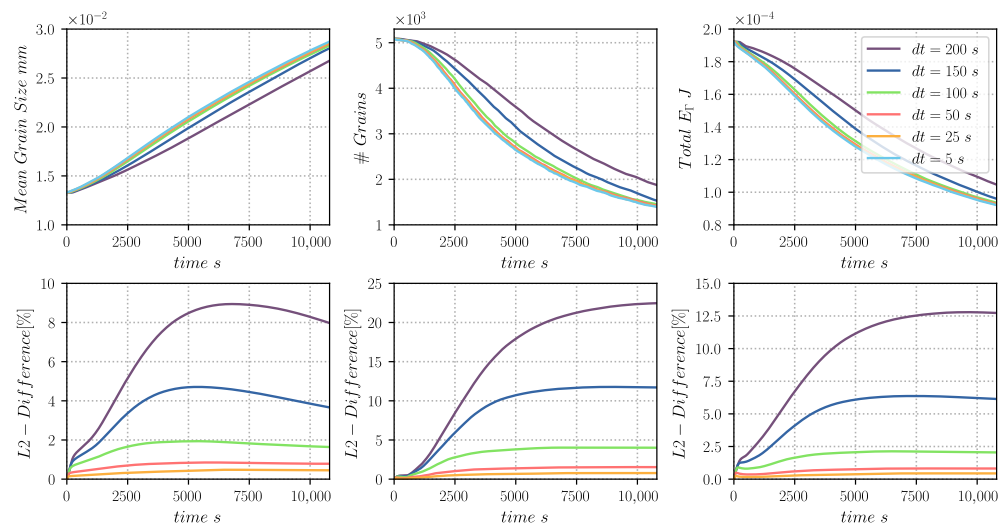 ×10⁻²
3.0
2.5
2.0
1.5
1.0
Mean Grain Size mm
0 2500 5000 7500 10,000
time s
×10³
5
4
3
2
1
# Grains
0 2500 5000 7500 10,000
time s
×10⁻⁴
1.8
1.6
1.4
1.2
1.0
0.8
Total E_Γ J
0 2500 5000 7500 10,000
time s
dt = 200 s
dt = 150 s
dt = 100 s
dt = 50 s
dt = 25 s
dt = 5 s
10
8
6
4
2
0
L2 − Difference[%]
0 2500 5000 7500 10,000
time s
25
20
15
10
5
0
L2 − Difference[%]
0 2500 5000 7500 10,000
time s
15.0
12.5
10.0
7.5
5.0
2.5
0.0
L2 − Difference[%]
0 2500 5000 7500 10,000
time s